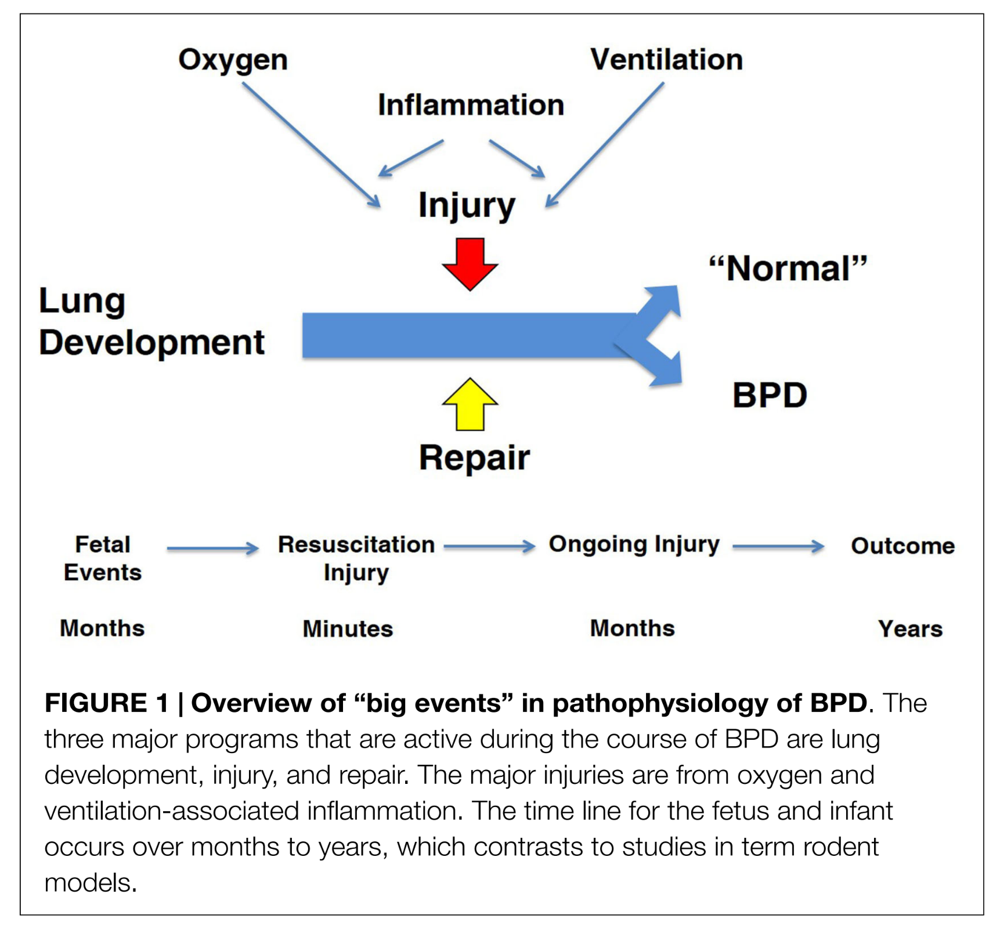 Oxygen
Ventilation
Inflammation
Injury
“Normal”
Lung
Development
BPD
Repair
Fetal
Events
Resuscitation
Injury
Ongoing Injury
Outcome
Months
Minutes
Months
Years
FIGURE 1 | Overview of “big events” in pathophysiology of BPD. The
three major programs that are active during the course of BPD are lung
development, injury, and repair. The major injuries are from oxygen and
ventilation-associated inflammation. The time line for the fetus and infant
occurs over months to years, which contrasts to studies in term rodent
models.